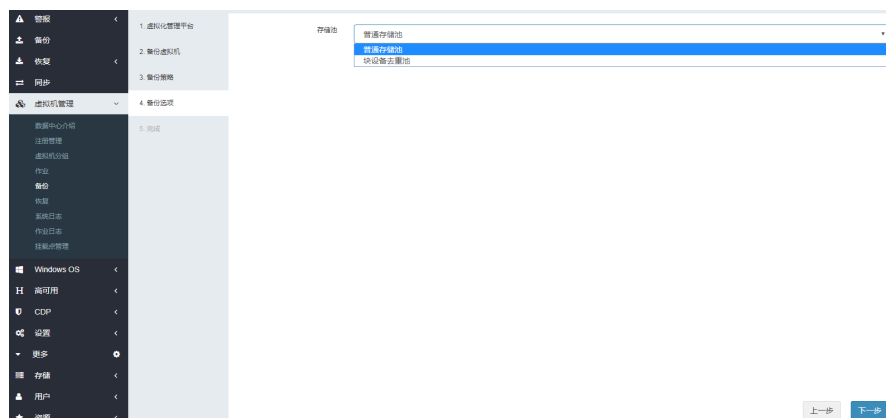 警报
备份
恢复
同步
虚拟机管理
数据中心介绍
注册管理
虚拟机分组
作业
备份
恢复
系统日志
作业日志
挂载点管理
Windows OS
高可用
CDP
设置
更多
存储
用户
资源
1. 虚拟化管理平台
2. 备份虚拟机
3. 备份策略
4. 备份选项
5. 完成
存储池
普通存储池
普通存储池
块设备去重池
上一步
下一步